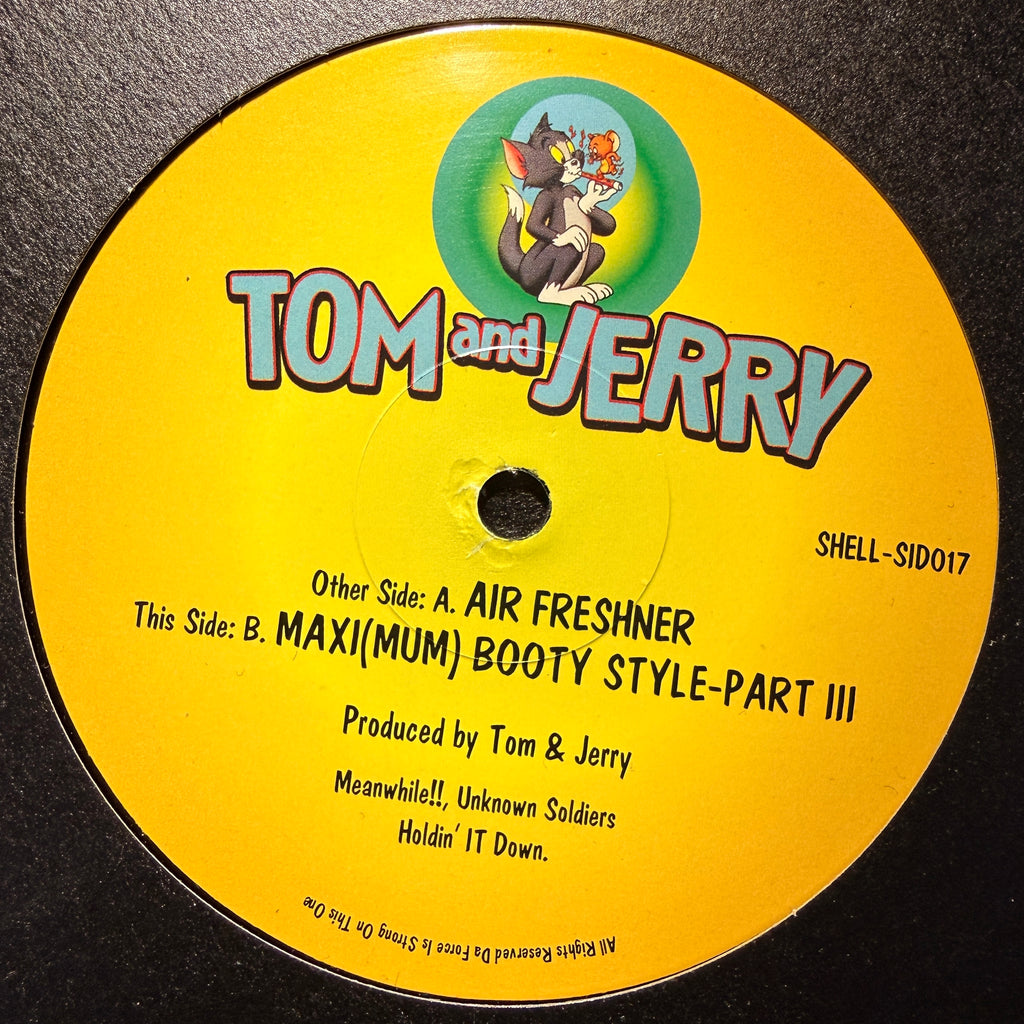 TOM and JERRY
SHELL-SID017
Other Side: A. AIR FRESHNER
This Side: B. MAXI(MUM) BOOTY STYLE-PART III
Produced by Tom & Jerry
Meanwhile!!, Unknown Soldiers
Holdin' IT Down.
All Rights Reserved Da Force Is Strong On This One